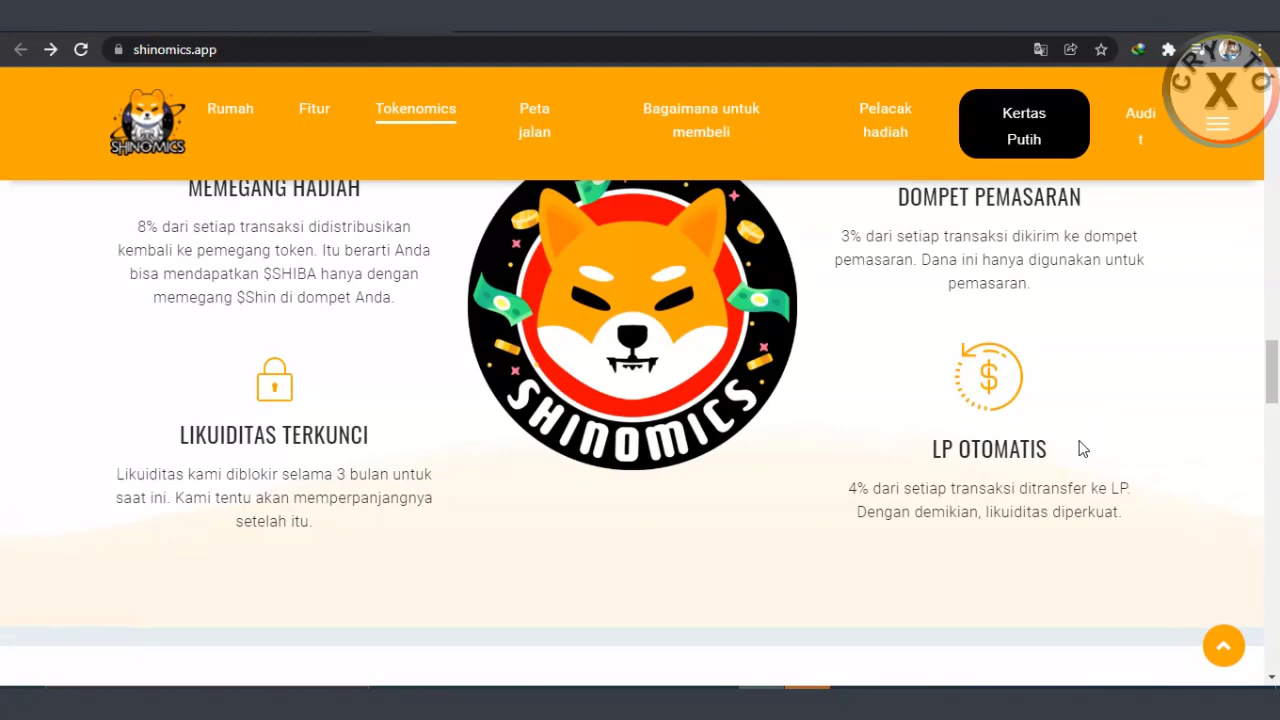 shinomics.app
CRYPTO
X
Rumah
Fitur
Tokenomics
Peta
jalan
Bagaimana untuk
membeli
Pelacak
hadiah
Kertas
Putih
Audi
t
SHINOMICS
MEMEGANG HADIAH
8% dari setiap transaksi didistribusikan
kembali ke pemegang token. Itu berarti Anda
bisa mendapatkan $SHIBA hanya dengan
memegang $Shin di dompet Anda.
LIKUIDITAS TERKUNCI
Likuiditas kami diblokir selama 3 bulan untuk
saat ini. Kami tentu akan memperpanjangnya
setelah itu.
SHINOMICS
DOMPET PEMASARAN
3% dari setiap transaksi dikirim ke dompet
pemasaran. Dana ini hanya digunakan untuk
pemasaran.
$
LP OTOMATIS
4% dari setiap transaksi ditransfer ke LP.
Dengan demikian, likuiditas diperkuat.